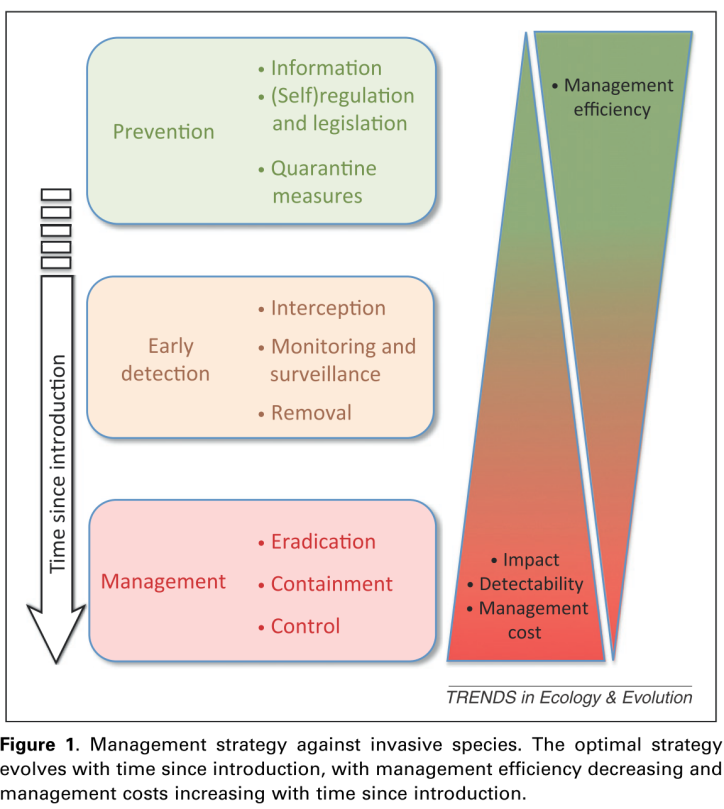 Prevention
• Information
• (Self)regulation
and legislation
• Quarantine
measures
Early
detection
• Interception
• Monitoring and
surveillance
• Removal
Management
• Eradication
• Containment
• Control
Time since introduction
• Management
efficiency
• Impact
• Detectability
• Management
cost
TRENDS in Ecology & Evolution
Figure 1. Management strategy against invasive species. The optimal strategy
evolves with time since introduction, with management efficiency decreasing and
management costs increasing with time since introduction.